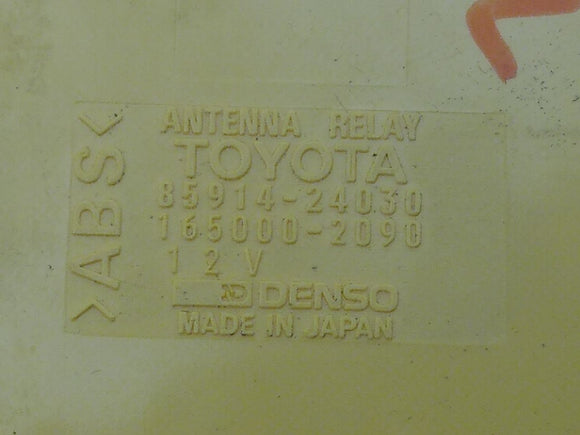 ANTENNA RELAY
TOYOTA
85914-24030
165000-2090
12V
DENSO
MADE IN JAPAN
>ABS<